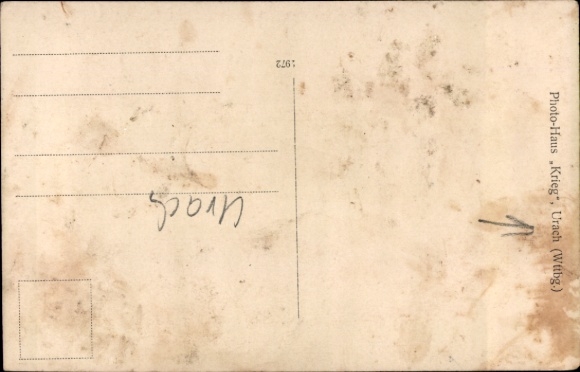 Photo-Haus „Krieg“, Urach (Wttbg.)
1972
Urach